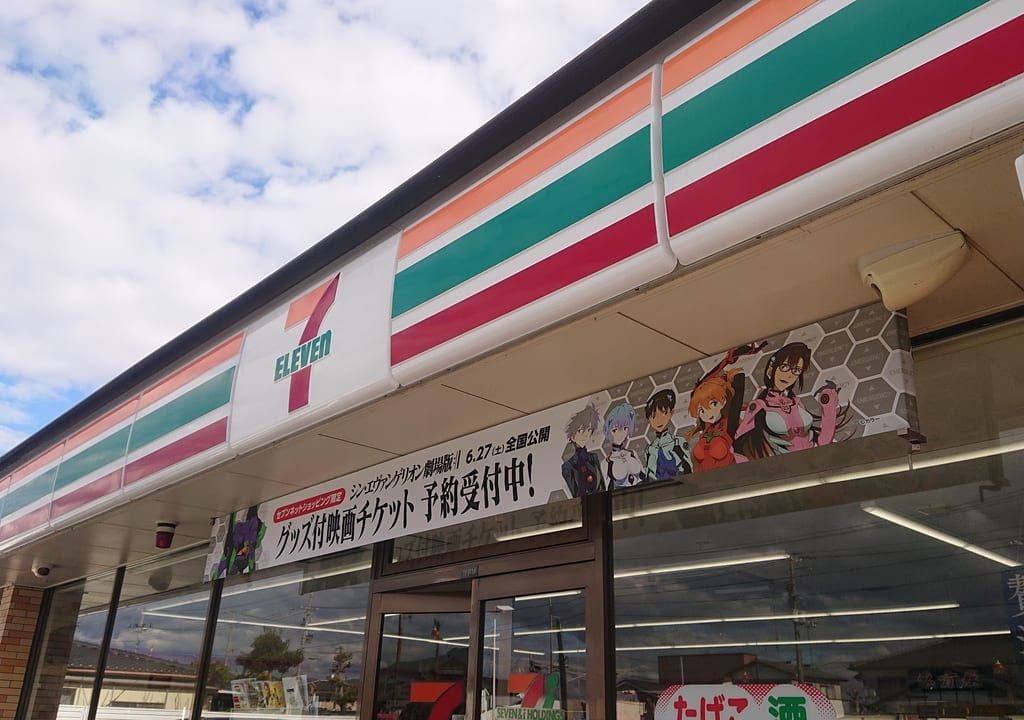 7
ELEVEn
セブンネットショッピング限定
シン・エヴァンゲリオン劇場版:||
6.27(土)全国公開
グッズ付映画チケット 予約受付中!
©カラー
SEVEN&i HOLDINGS
たばこ
酒